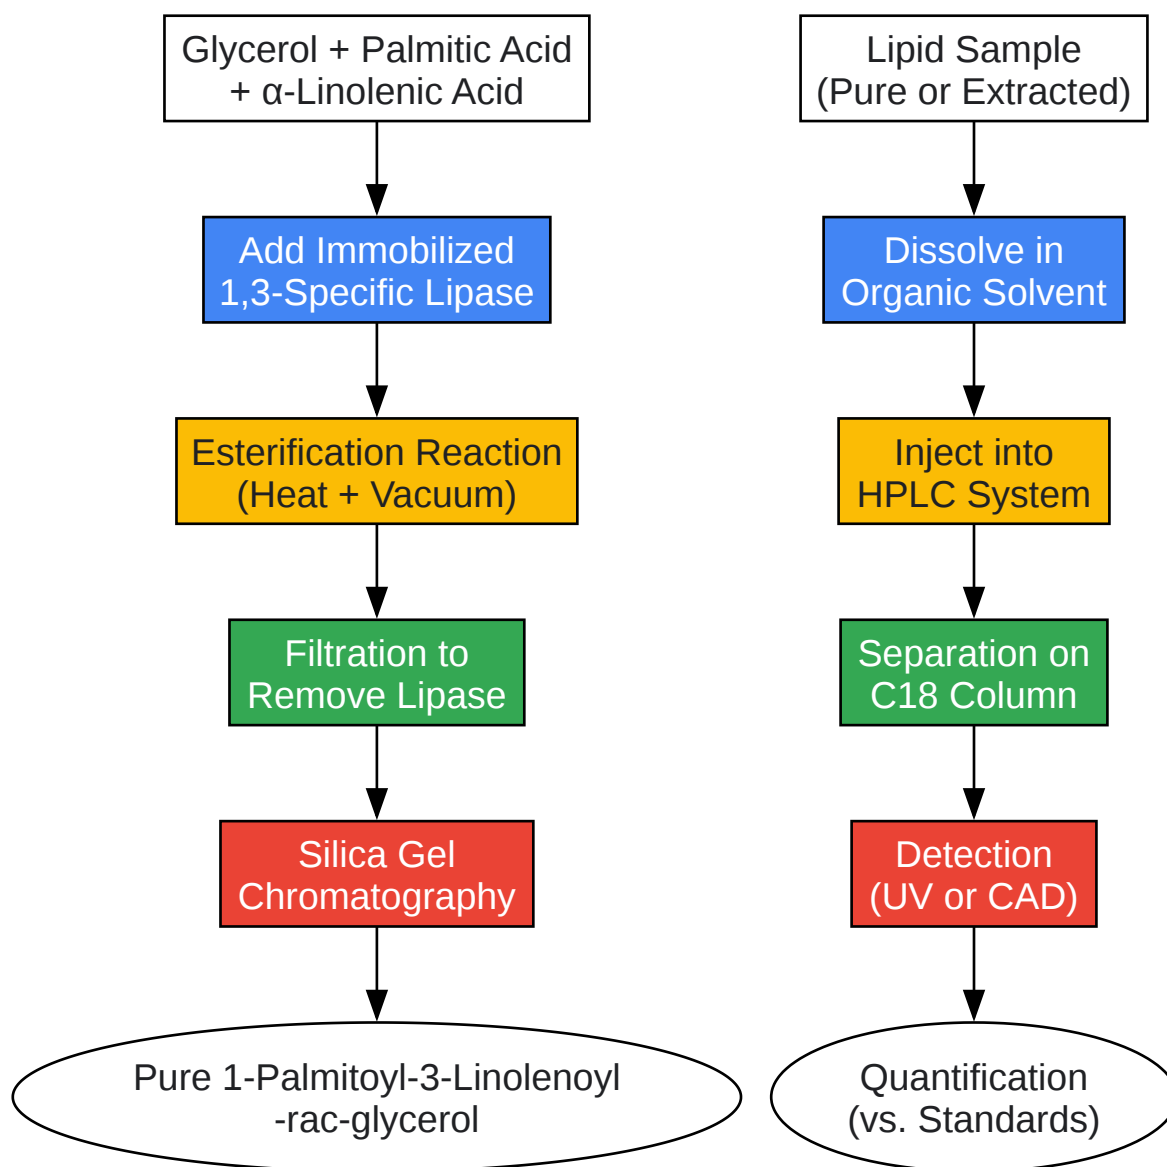 Glycerol + Palmitic Acid
+ α-Linolenic Acid
Add Immobilized
1,3-Specific Lipase
Esterification Reaction
(Heat + Vacuum)
Filtration to
Remove Lipase
Silica Gel
Chromatography
Pure 1-Palmitoyl-3-Linolenoyl
-rac-glycerol
Lipid Sample
(Pure or Extracted)
Dissolve in
Organic Solvent
Inject into
HPLC System
Separation on
C18 Column
Detection
(UV or CAD)
Quantification
(vs. Standards)